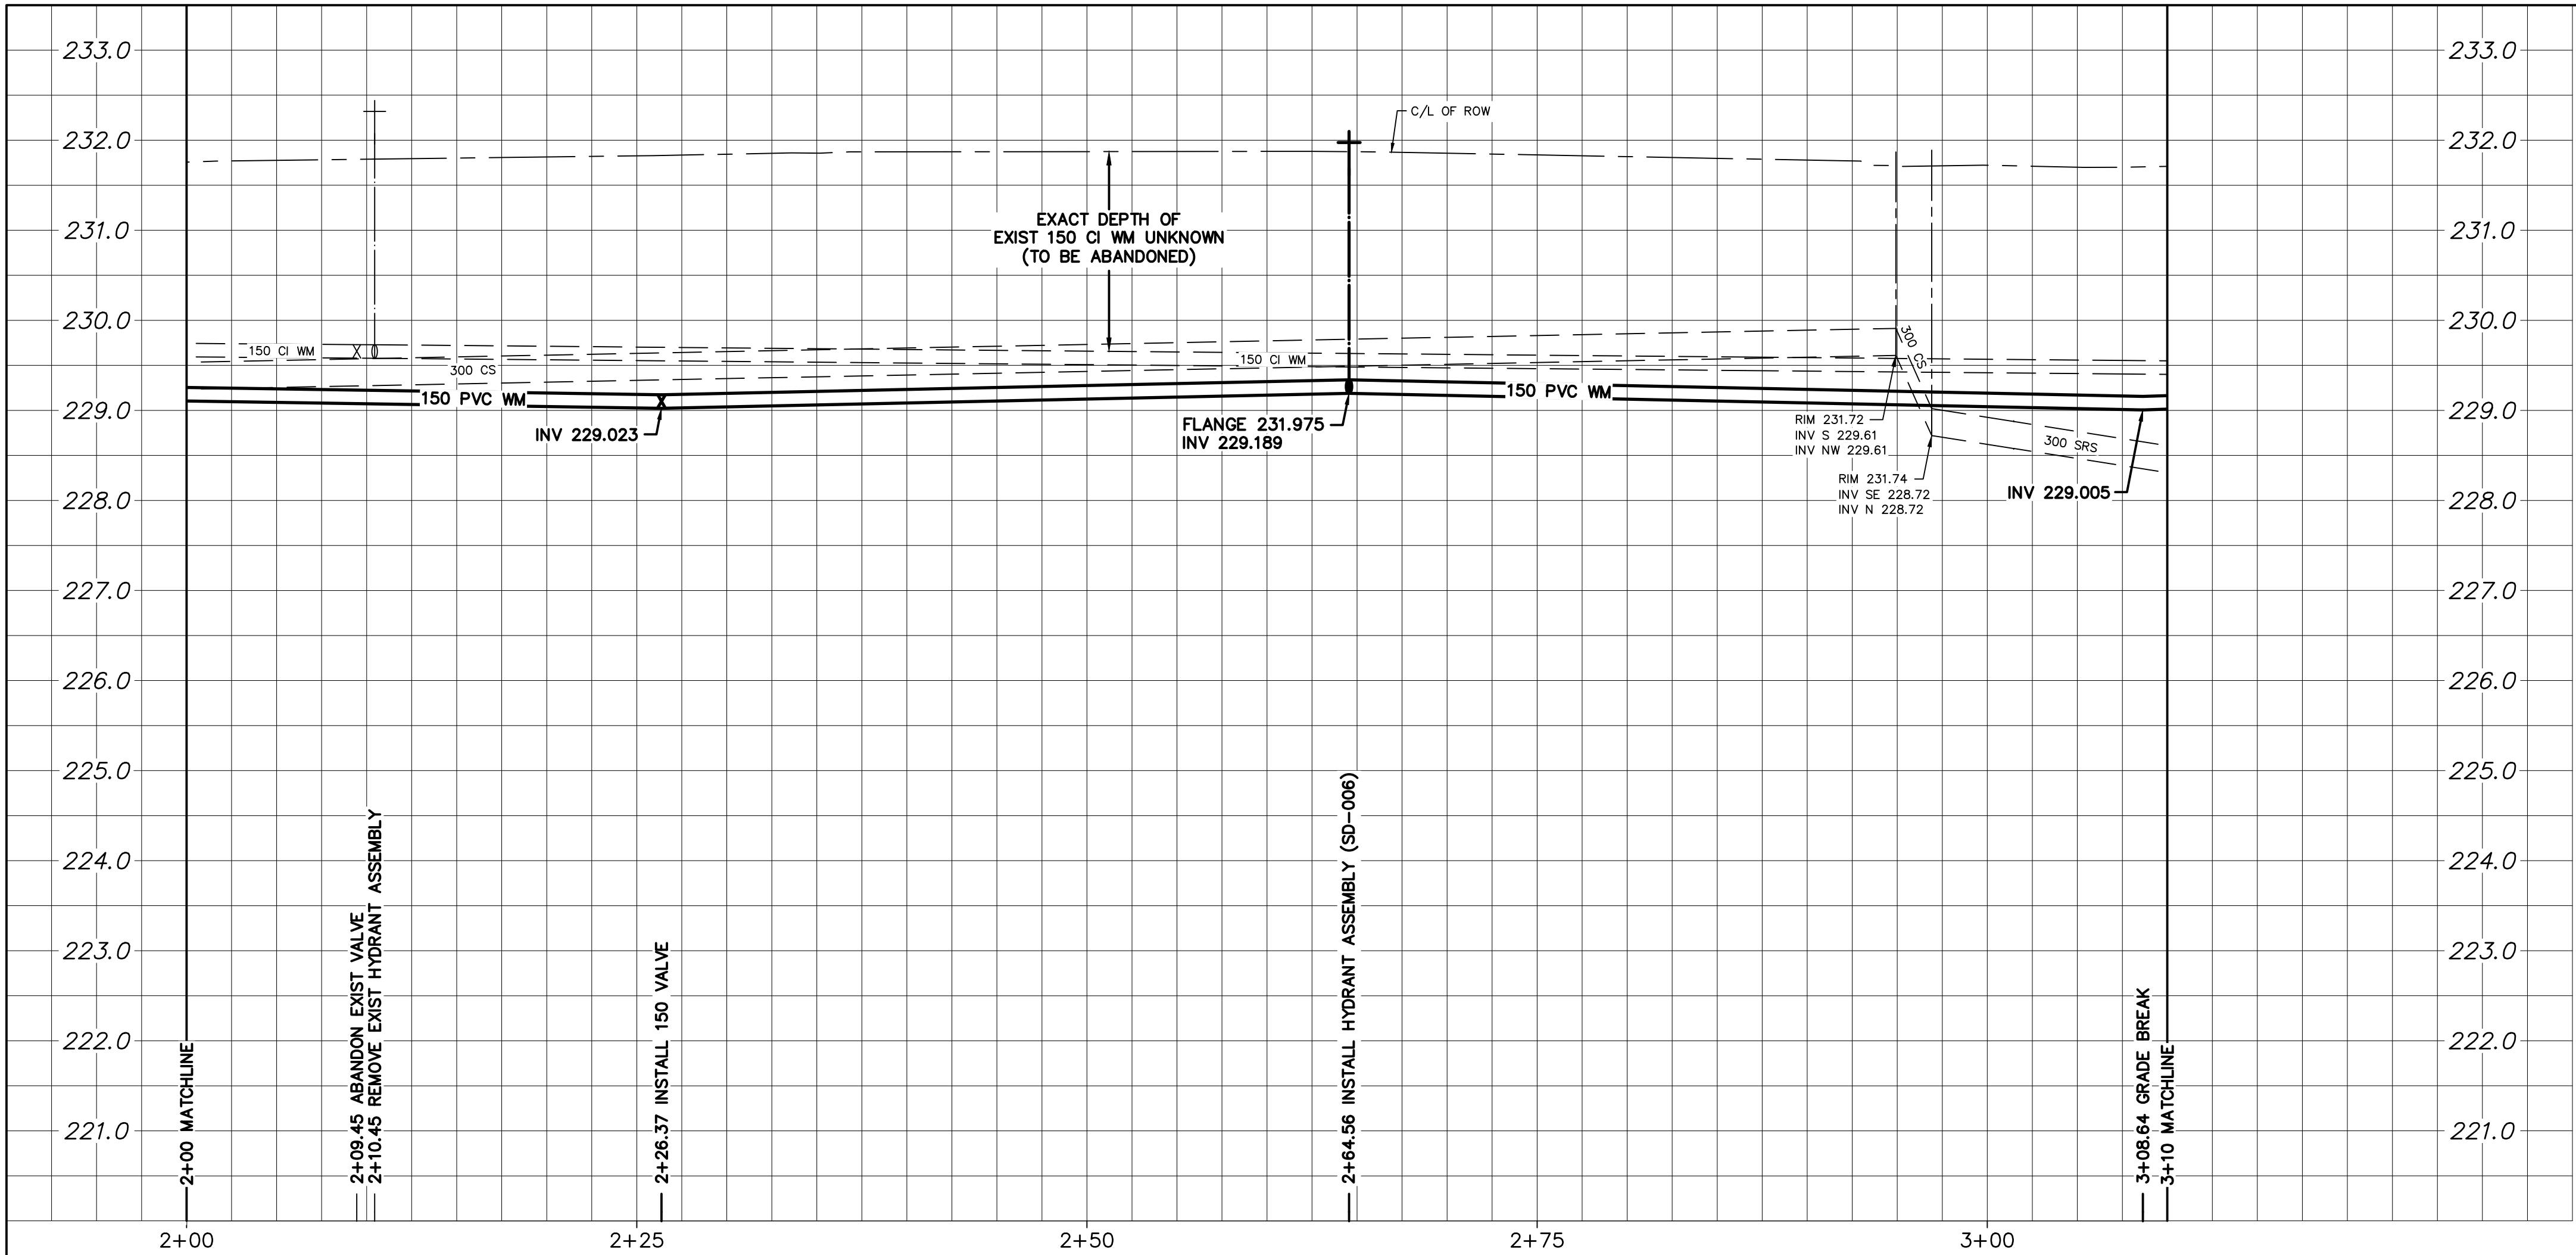 233.0
233.0
C/L OF ROW
232.0
232.0
EXACT DEPTH OF
EXIST 150 CI WM UNKNOWN
(TO BE ABANDONED)
231.0
231.0
230.0
230.0
150 CI WM
X
300 CS
150 CI WM
300 CS
150 PVC WM
X
150 PVC WM
229.0
229.0
INV 229.023
FLANGE 231.975
INV 229.189
RIM 231.72
INV S 229.61
INV NW 229.61
300 SRS
RIM 231.74
INV SE 228.72
INV N 228.72
INV 229.005
228.0
228.0
227.0
227.0
226.0
226.0
225.0
225.0
224.0
224.0
223.0
223.0
222.0
222.0
221.0
221.0
2+00 MATCHLINE
2+09.45 ABANDON EXIST VALVE
2+10.45 REMOVE EXIST HYDRANT ASSEMBLY
2+26.37 INSTALL 150 VALVE
2+64.56 INSTALL HYDRANT ASSEMBLY (SD-006)
3+08.64 GRADE BREAK
3+10 MATCHLINE
2+00
2+25
2+50
2+75
3+00